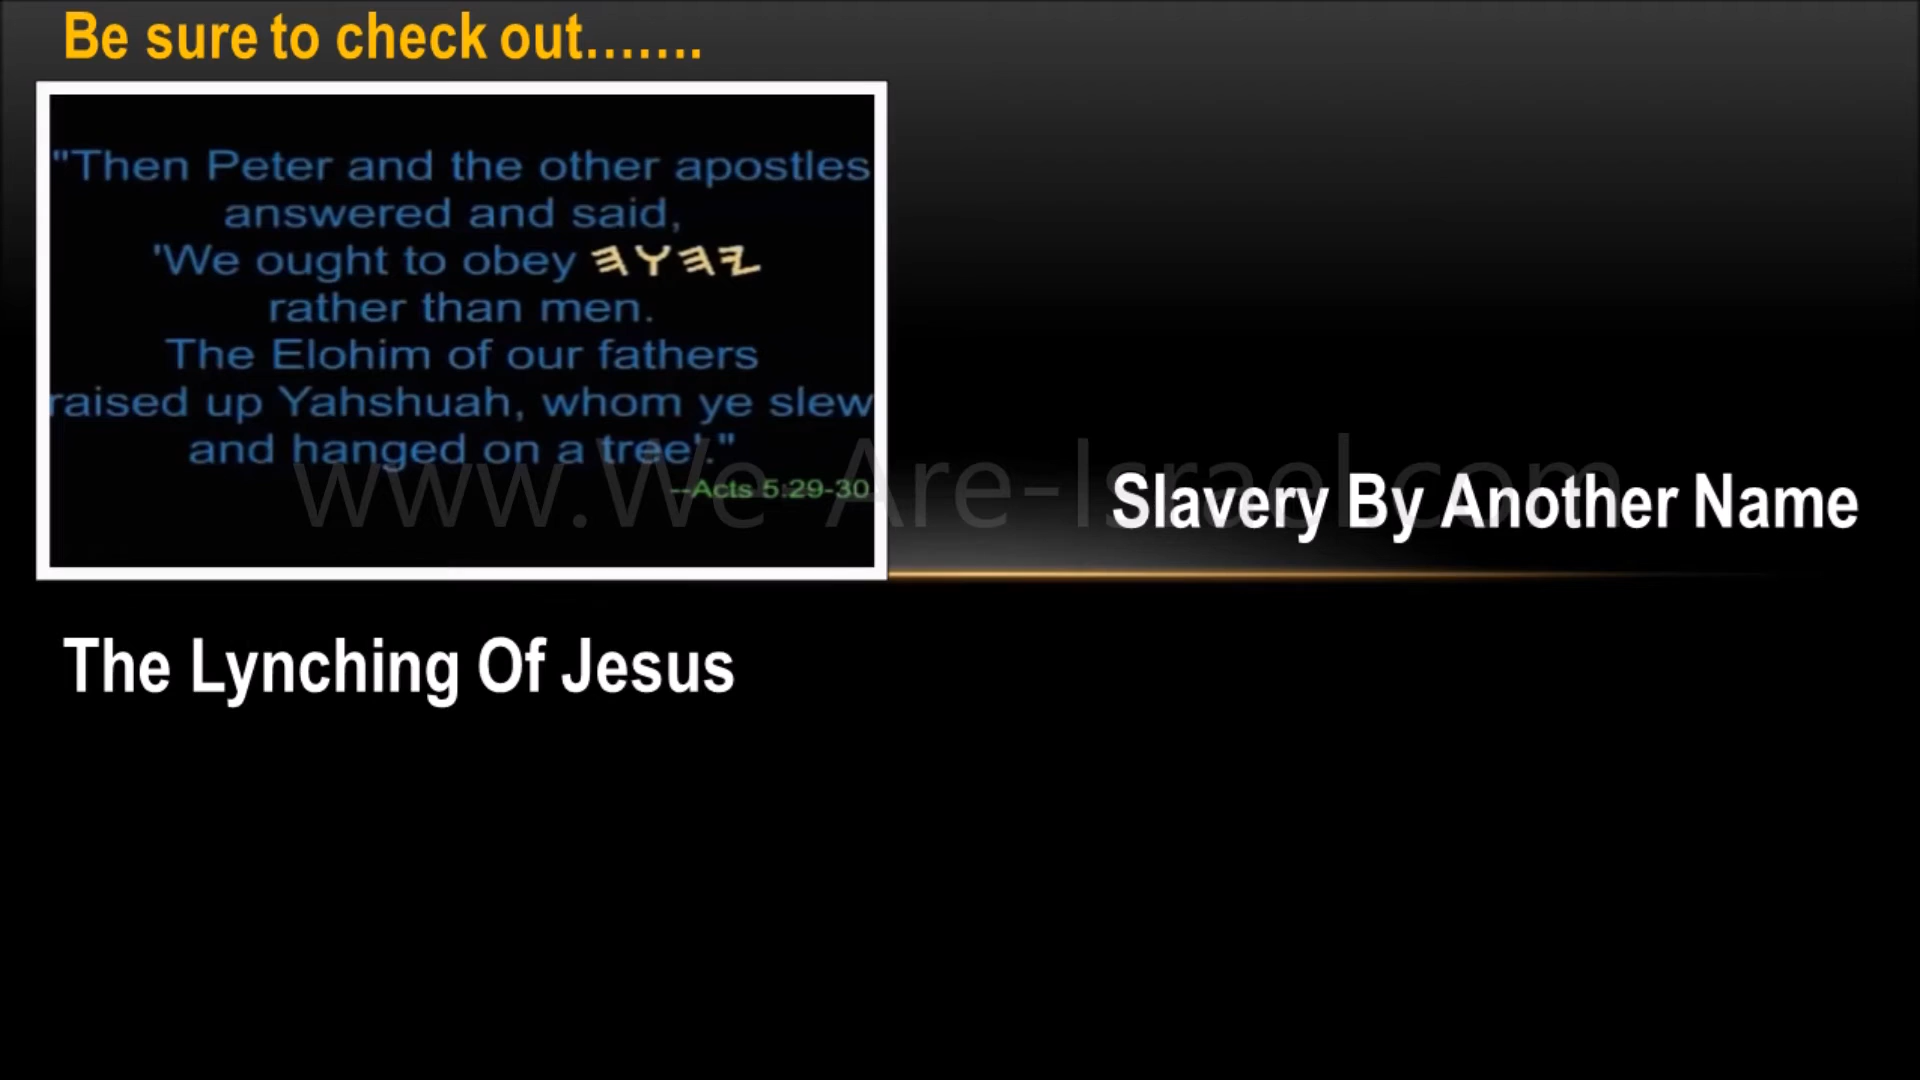 Be sure to check out…….
"Then Peter and the other apostles
answered and said,
'We ought to obey 𐤉𐤄𐤅𐤄
rather than men.
The Elohim of our fathers
raised up Yahshuah, whom ye slew
and hanged on a tree'."
--Acts 5:29-30
www.We-Are-Israel.com
Slavery By Another Name
The Lynching Of Jesus